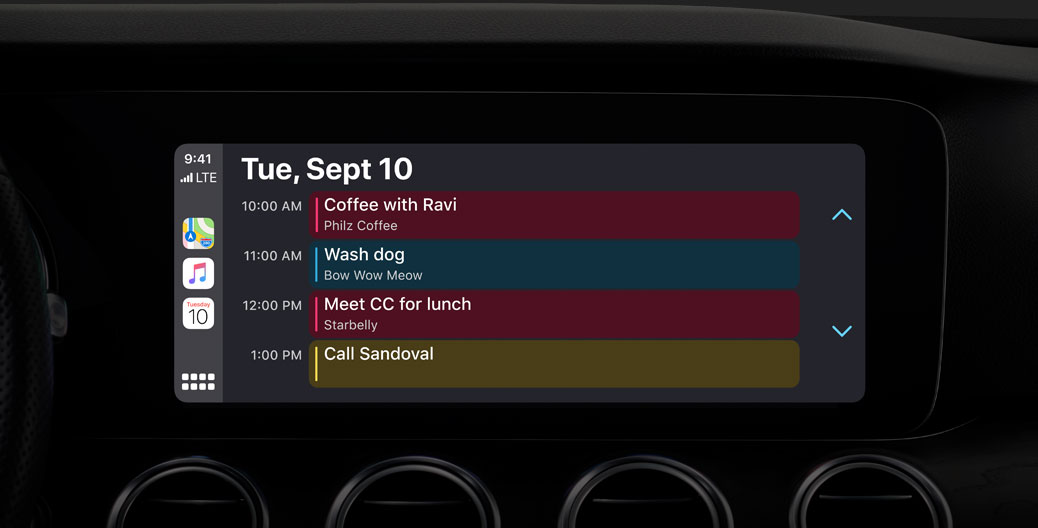 9:41
LTE
Tuesday
10
Tue, Sept 10
10:00 AM
Coffee with Ravi
Philz Coffee
11:00 AM
Wash dog
Bow Wow Meow
12:00 PM
Meet CC for lunch
Starbelly
1:00 PM
Call Sandoval